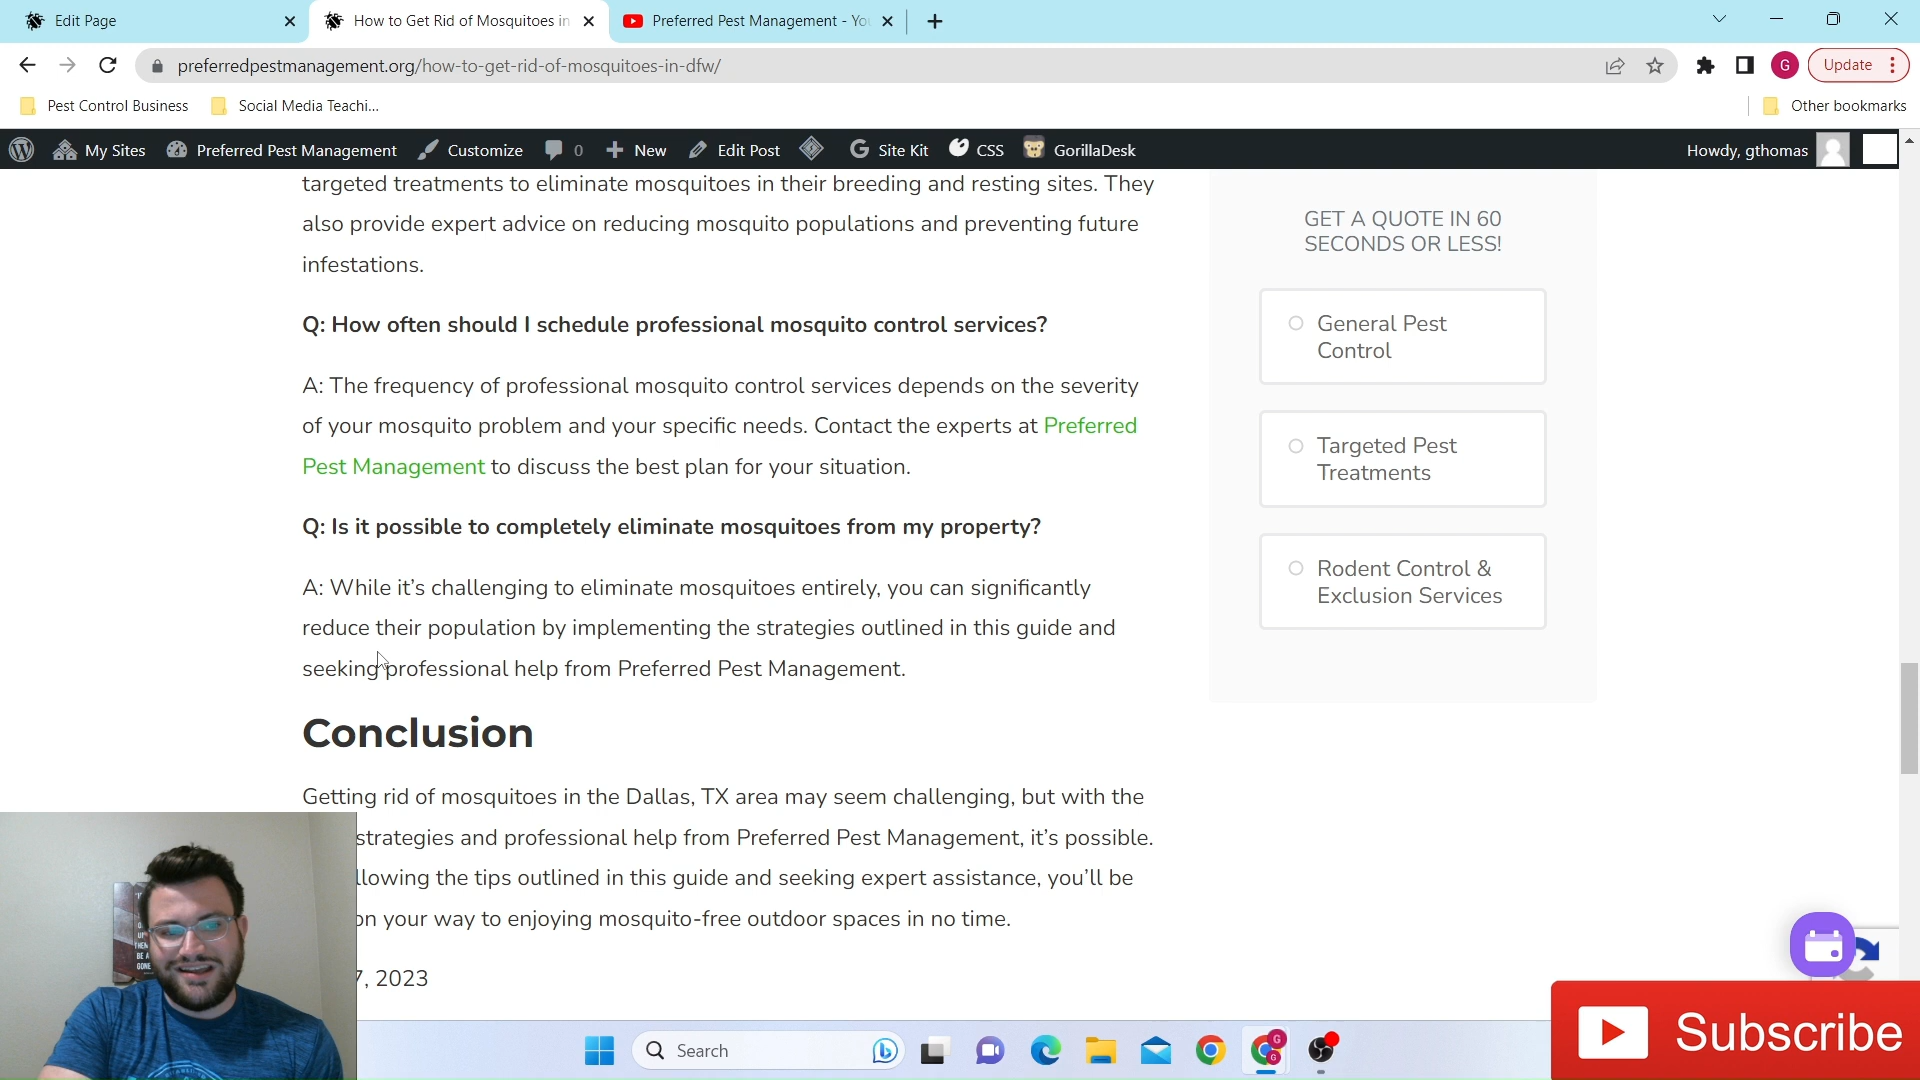 Edit Page
How to Get Rid of Mosquitoes in
Preferred Pest Management - You
preferredpestmanagement.org/how-to-get-rid-of-mosquitoes-in-dfw/
G
Update
Pest Control Business
Social Media Teachi...
Other bookmarks
My Sites
Preferred Pest Management
Customize
0
New
Edit Post
Site Kit
CSS
GorillaDesk
Howdy, gthomas
targeted treatments to eliminate mosquitoes in their breeding and resting sites. They
also provide expert advice on reducing mosquito populations and preventing future
infestations.
Q: How often should I schedule professional mosquito control services?
A: The frequency of professional mosquito control services depends on the severity
of your mosquito problem and your specific needs. Contact the experts at Preferred
Pest Management to discuss the best plan for your situation.
Q: Is it possible to completely eliminate mosquitoes from my property?
A: While it’s challenging to eliminate mosquitoes entirely, you can significantly
reduce their population by implementing the strategies outlined in this guide and
seeking professional help from Preferred Pest Management.
Conclusion
Getting rid of mosquitoes in the Dallas, TX area may seem challenging, but with the
strategies and professional help from Preferred Pest Management, it’s possible.
llowing the tips outlined in this guide and seeking expert assistance, you’ll be
on your way to enjoying mosquito-free outdoor spaces in no time.
7, 2023
GET A QUOTE IN 60
SECONDS OR LESS!
General Pest
Control
Targeted Pest
Treatments
Rodent Control &
Exclusion Services
Search
Subscribe